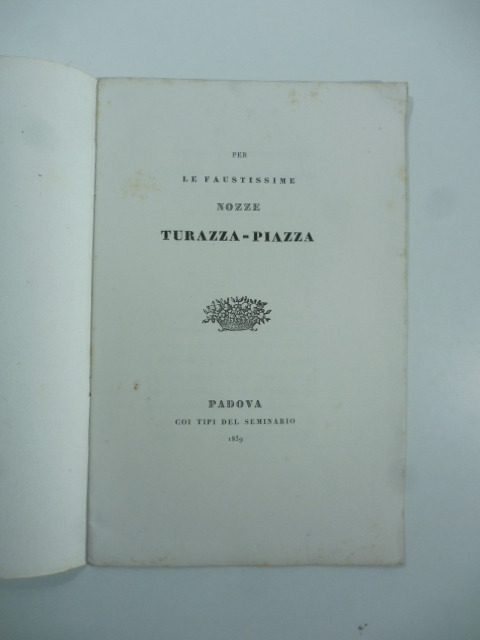 PER
LE FAUSTISSIME
NOZZE
TURAZZA-PIAZZA
PADOVA
COI TIPI DEL SEMINARIO
1839